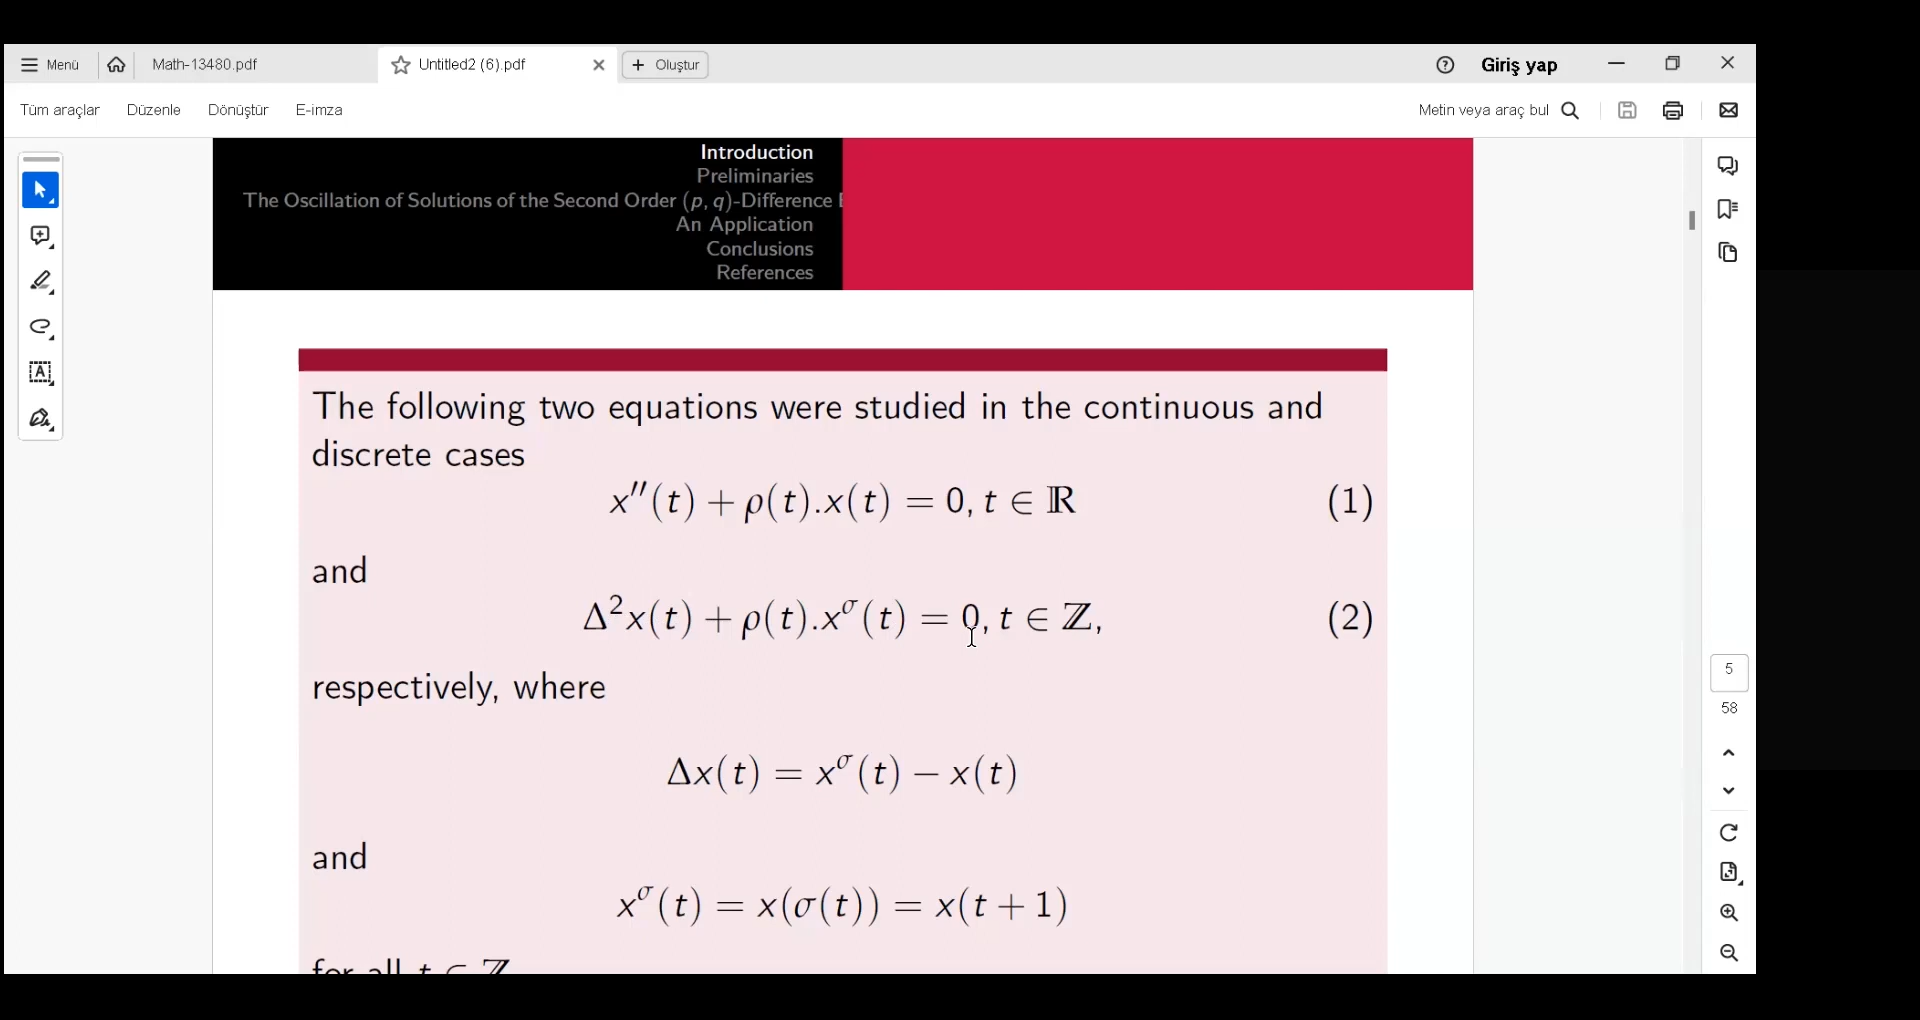 Menü
Math-13480.pdf
Untitled2 (6).pdf
+ Oluştur
Giriş yap
Tüm araçlar Düzenle Dönüştür E-imza
Metin veya araç bul
Introduction
Preliminaries
The Oscillation of Solutions of the Second Order (p, q)-Difference
An Application
Conclusions
References
The following two equations were studied in the continuous and
discrete cases
x′′(t) + ρ(t).x(t) = 0, t ∈ ℝ (1)
and
Δ²x(t) + ρ(t).x^σ(t) = 0, t ∈ ℤ, (2)
respectively, where
Δx(t) = x^σ(t) − x(t)
and
x^σ(t) = x(σ(t)) = x(t + 1)
for all t ∈ ℤ
5
58